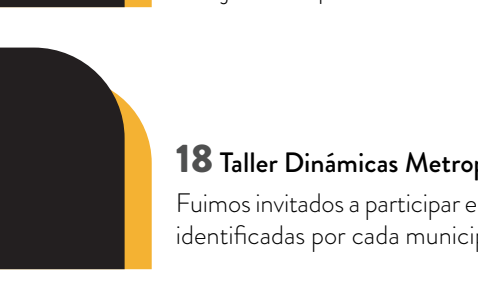 18 Taller Dinámicas Metrop
Fuimos invitados a participar e
identificadas por cada municip